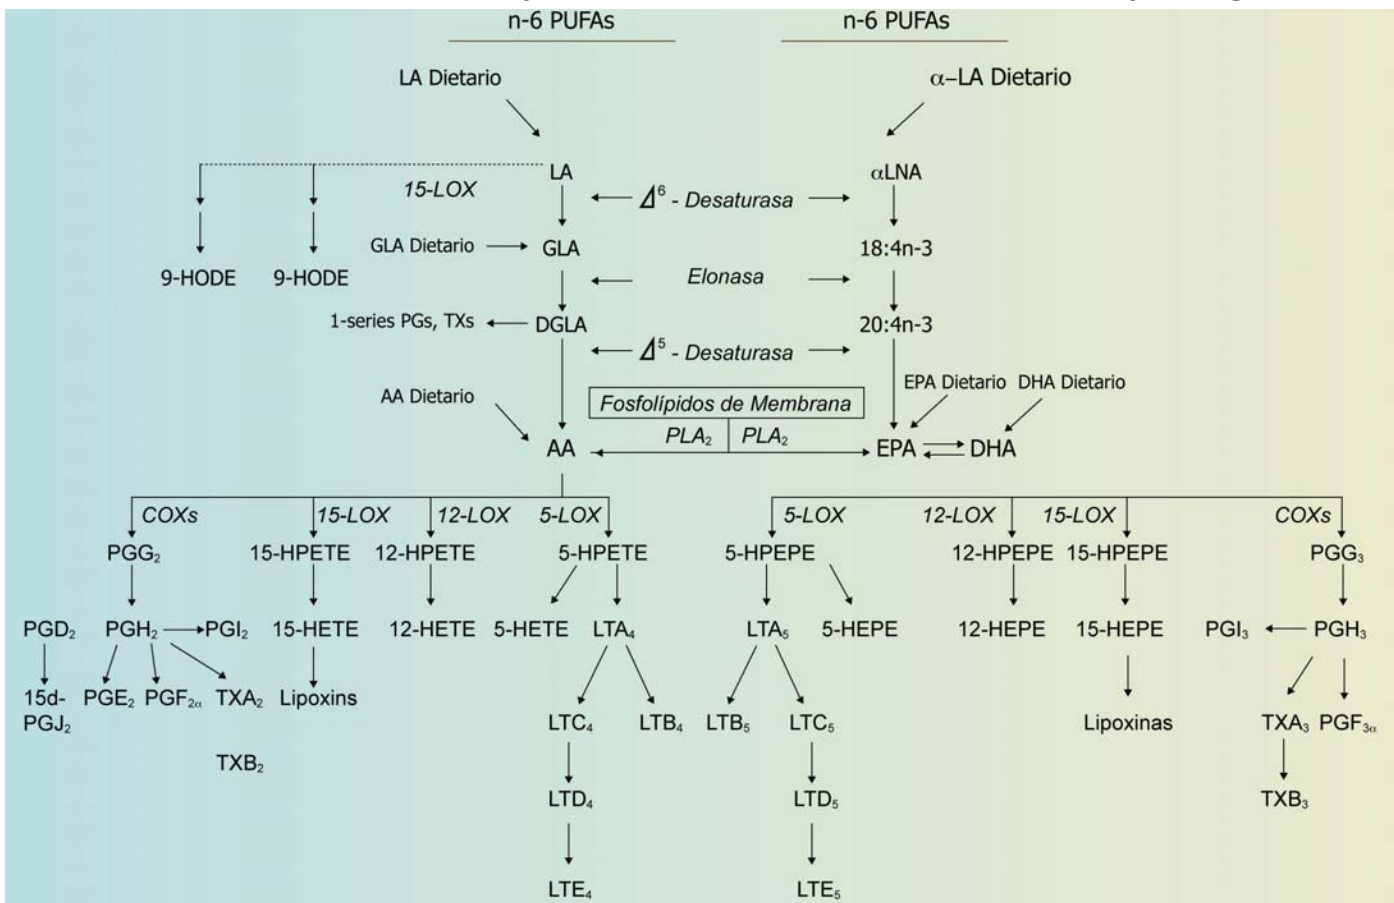 n-6 PUFAs n-6 PUFAs
LA Dietario α–LA Dietario
LA αLNA
15-LOX Δ⁶ - Desaturasa
GLA Dietario GLA 18:4n-3
9-HODE 9-HODE Elonasa
1-series PGs, TXs DGLA 20:4n-3
Δ⁵ - Desaturasa
AA Dietario EPA Dietario DHA Dietario
Fosfolípidos de Membrana
PLA₂ PLA₂
AA EPA DHA
COXs 15-LOX 12-LOX 5-LOX 5-LOX 12-LOX 15-LOX COXs
PGG₂ 15-HPETE 12-HPETE 5-HPETE 5-HPEPE 12-HPEPE 15-HPEPE PGG₃
PGD₂ PGH₂ PGI₂ 15-HETE 12-HETE 5-HETE LTA₄ LTA₅ 5-HEPE 12-HEPE 15-HEPE PGI₃ PGH₃
15d- PGE₂ PGF₂α TXA₂ Lipoxins
PGJ₂ LTC₄ LTB₄ LTB₅ LTC₅ Lipoxinas TXA₃ PGF₃α
TXB₂
LTD₄ LTD₅ TXB₃
LTE₄ LTE₅